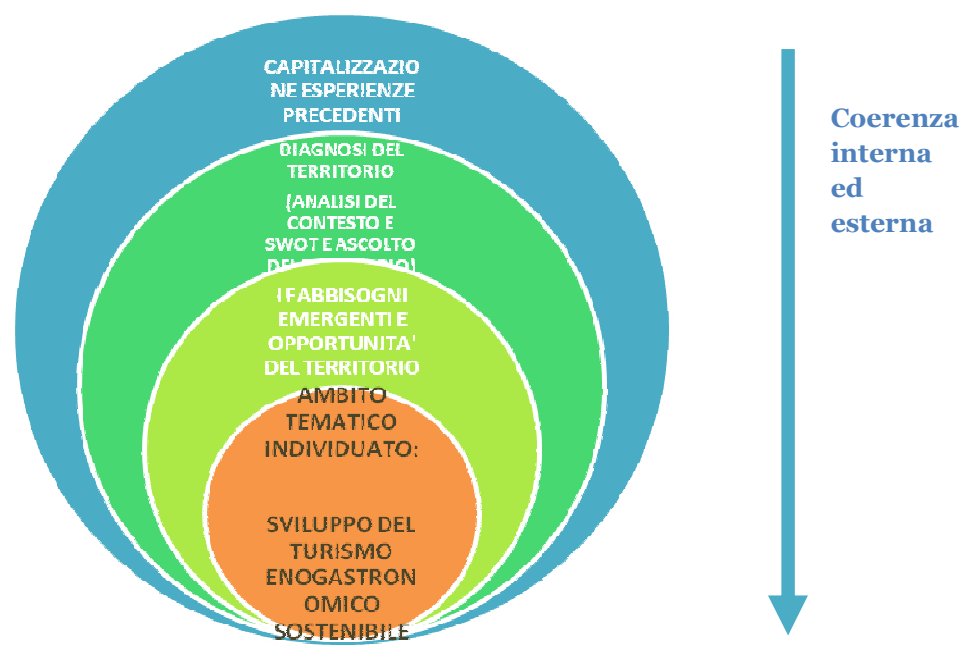 CAPITALIZZAZIO
NE ESPERIENZE
PRECEDENTI
DIAGNOSI DEL
TERRITORIO
(ANALISI DEL
CONTESTO E
SWOT E ASCOLTO
I FABBISOGNI
EMERGENTI E
OPPORTUNITA'
DEL TERRITORIO
AMBITO
TEMATICO
INDIVIDUATO:
SVILUPPO DEL
TURISMO
ENOGASTRON
OMICO
SOSTENIBILE
Coerenza
interna
ed
esterna